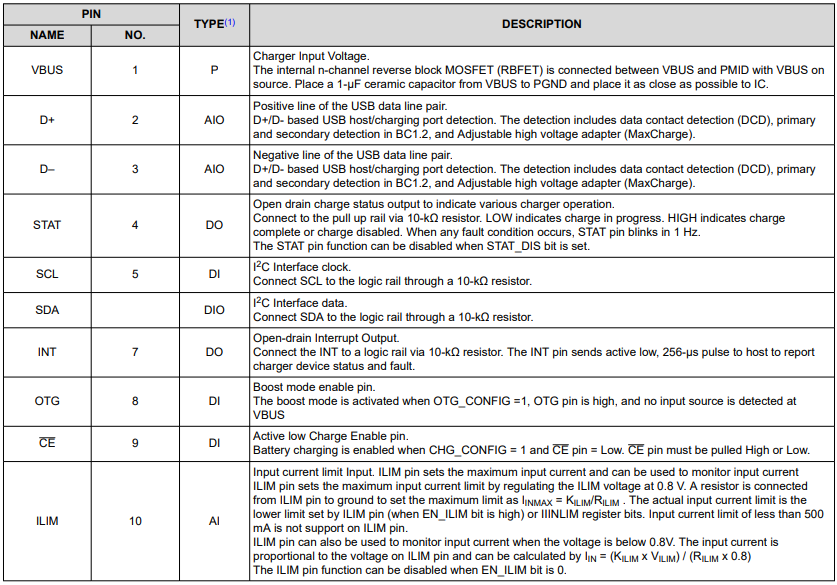 PIN
TYPE(1)
DESCRIPTION
NAME
NO.
VBUS
1
P
Charger Input Voltage.
The internal n-channel reverse block MOSFET (RBFET) is connected between VBUS and PMID with VBUS on
source. Place a 1-μF ceramic capacitor from VBUS to PGND and place it as close as possible to IC.
D+
2
AIO
Positive line of the USB data line pair.
D+/D- based USB host/charging port detection. The detection includes data contact detection (DCD), primary
and secondary detection in BC1.2, and Adjustable high voltage adapter (MaxCharge).
D–
3
AIO
Negative line of the USB data line pair.
D+/D- based USB host/charging port detection. The detection includes data contact detection (DCD), primary
and secondary detection in BC1.2, and Adjustable high voltage adapter (MaxCharge).
STAT
4
DO
Open drain charge status output to indicate various charger operation.
Connect to the pull up rail via 10-kΩ resistor. LOW indicates charge in progress. HIGH indicates charge
complete or charge disabled. When any fault condition occurs, STAT pin blinks in 1 Hz.
The STAT pin function can be disabled when STAT_DIS bit is set.
SCL
5
DI
I2C Interface clock.
Connect SCL to the logic rail through a 10-kΩ resistor.
SDA
DIO
I2C Interface data.
Connect SDA to the logic rail through a 10-kΩ resistor.
INT
7
DO
Open-drain Interrupt Output.
Connect the INT to a logic rail via 10-kΩ resistor. The INT pin sends active low, 256-μs pulse to host to report
charger device status and fault.
OTG
8
DI
Boost mode enable pin.
The boost mode is activated when OTG_CONFIG =1, OTG pin is high, and no input source is detected at
VBUS
CE
9
DI
Active low Charge Enable pin.
Battery charging is enabled when CHG_CONFIG = 1 and CE pin = Low. CE pin must be pulled High or Low.
ILIM
10
AI
Input current limit Input. ILIM pin sets the maximum input current and can be used to monitor input current
ILIM pin sets the maximum input current limit by regulating the ILIM voltage at 0.8 V. A resistor is connected
from ILIM pin to ground to set the maximum limit as IINMAX = KILIM/RILIM . The actual input current limit is the
lower limit set by ILIM pin (when EN_ILIM bit is high) or IIINLIM register bits. Input current limit of less than 500
mA is not support on ILIM pin.
ILIM pin can also be used to monitor input current when the voltage is below 0.8V. The input current is
proportional to the voltage on ILIM pin and can be calculated by IIN = (KILIM x VILIM) / (RILIM x 0.8)
The ILIM pin function can be disabled when EN_ILIM bit is 0.